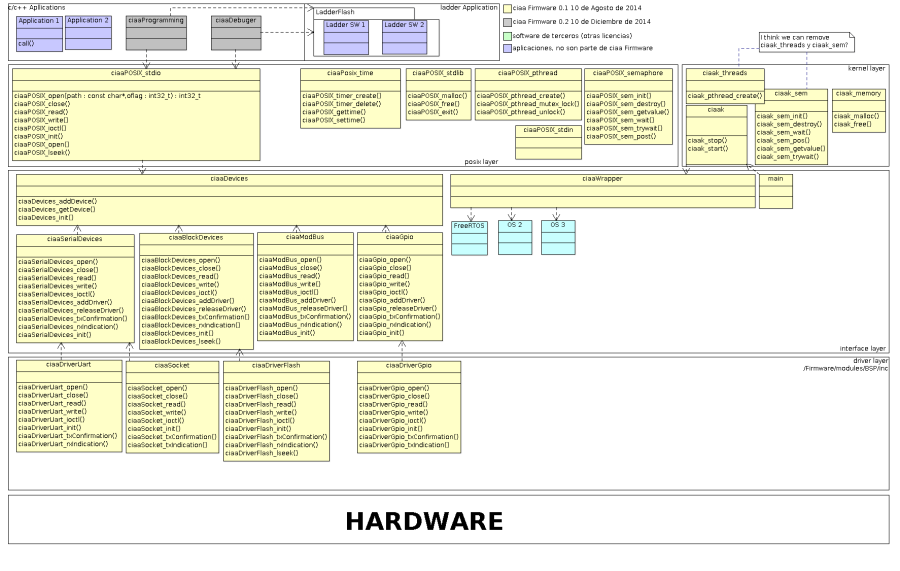 c/c++ Apllications
Application 1
call()
Application 2
ciaaProgramming
ciaaDebuger
LadderFlash
ladder Apllication
Ladder SW 1
Ladder SW 2
ciaa Firmware 0.1 10 de Agosto de 2014
ciaa Firmware 0.2 10 de Diciembre de 2014
software de terceros (otras licencias)
aplicaciones, no son parte de ciaa Firmware
I think we can remove
ciaak_threads y ciaak_sem?
ciaaPOSIX_stdio
ciaaPOSIX_open(path : const char*,oflag : int32_t) : int32_t
ciaaPOSIX_close()
ciaaPOSIX_read()
ciaaPOSIX_write()
ciaaPOSIX_ioctl()
ciaaPOSIX_init()
ciaaPOSIX_open()
ciaaPOSIX_lseek()
ciaaPosix_time
ciaaPOSIX_timer_create()
ciaaPOSIX_timer_delete()
ciaaPOSIX_gettime()
ciaaPOSIX_settime()
ciaaPOSIX_stdlib
ciaaPOSIX_malloc()
ciaaPOSIX_free()
ciaaPOSIX_exit()
ciaaPOSIX_pthread
ciaaPOSIX_pthread_create()
ciaaPOSIX_pthread_mutex_lock()
ciaaPOSIX_pthread_unlock()
ciaaPOSIX_stdin
ciaaPOSIX_semaphore
ciaaPOSIX_sem_init()
ciaaPOSIX_sem_destroy()
ciaaPOSIX_sem_getvalue()
ciaaPOSIX_sem_wait()
ciaaPOSIX_sem_trywait()
ciaaPOSIX_sem_post()
posix layer
kernel layer
ciaak_threads
ciaak_pthread_create()
ciaak
ciaak_stop()
ciaak_start()
ciaak_sem
ciaak_sem_init()
ciaak_sem_destroy()
ciaak_sem_wait()
ciaak_sem_pos()
ciaak_sem_getvalue()
ciaak_sem_trywait()
ciaak_memory
ciaak_malloc()
ciaak_free()
ciaaDevices
ciaaDevices_addDevice()
ciaaDevices_getDevice()
ciaaDevices_init()
ciaaWrapper
main
FreeRTOS
OS 2
OS 3
ciaaSerialDevices
ciaaSerialDevices_open()
ciaaSerialDevices_close()
ciaaSerialDevices_read()
ciaaSerialDevices_write()
ciaaSerialDevices_ioctl()
ciaaSerialDevices_addDriver()
ciaaSerialDevices_releaseDriver()
ciaaSerialDevices_txConfirmation()
ciaaSerialDevices_rxIndication()
ciaaSerialDevices_init()
ciaaBlockDevices
ciaaBlockDevices_open()
ciaaBlockDevices_close()
ciaaBlockDevices_read()
ciaaBlockDevices_write()
ciaaBlockDevices_ioctl()
ciaaBlockDevices_addDriver()
ciaaBlockDevices_releaseDriver()
ciaaBlockDevices_txConfirmation()
ciaaBlockDevices_rxIndication()
ciaaBlockDevices_init()
ciaaBlockDevices_lseek()
ciaaModBus
ciaaModBus_open()
ciaaModBus_close()
ciaaModBus_read()
ciaaModBus_write()
ciaaModBus_ioctl()
ciaaModBus_addDriver()
ciaaModBus_releaseDriver()
ciaaModBus_txConfirmation()
ciaaModBus_rxIndication()
ciaaModBus_init()
ciaaGpio
ciaaGpio_open()
ciaaGpio_close()
ciaaGpio_read()
ciaaGpio_write()
ciaaGpio_ioctl()
ciaaGpio_addDriver()
ciaaGpio_releaseDriver()
ciaaGpio_txConfirmation()
ciaaGpio_rxIndication()
ciaaGpio_init()
interface layer
driver layer
/Firmware/modules/BSP/inc
ciaaDriverUart
ciaaDriverUart_open()
ciaaDriverUart_close()
ciaaDriverUart_read()
ciaaDriverUart_write()
ciaaDriverUart_ioctl()
ciaaDriverUart_init()
ciaaDriverUart_txConfirmation()
ciaaDriverUart_rxIndication()
ciaaSocket
ciaaSocket_open()
ciaaSocket_close()
ciaaSocket_read()
ciaaSocket_write()
ciaaSocket_ioctl()
ciaaSocket_init()
ciaaSocket_txConfirmation()
ciaaSocket_txIndication()
ciaaDriverFlash
ciaaDriverFlash_open()
ciaaDriverFlash_close()
ciaaDriverFlash_read()
ciaaDriverFlash_write()
ciaaDriverFlash_ioctl()
ciaaDriverFlash_init()
ciaaDriverFlash_txConfirmation()
ciaaDriverFlash_rxIndication()
ciaaDriverFlash_lseek()
ciaaDriverGpio
ciaaDriverGpio_open()
ciaaDriverGpio_close()
ciaaDriverGpio_read()
ciaaDriverGpio_write()
ciaaDriverGpio_ioctl()
ciaaDriverGpio_init()
ciaaDriverGpio_txConfirmation()
ciaaDriverGpio_txIndication()
HARDWARE